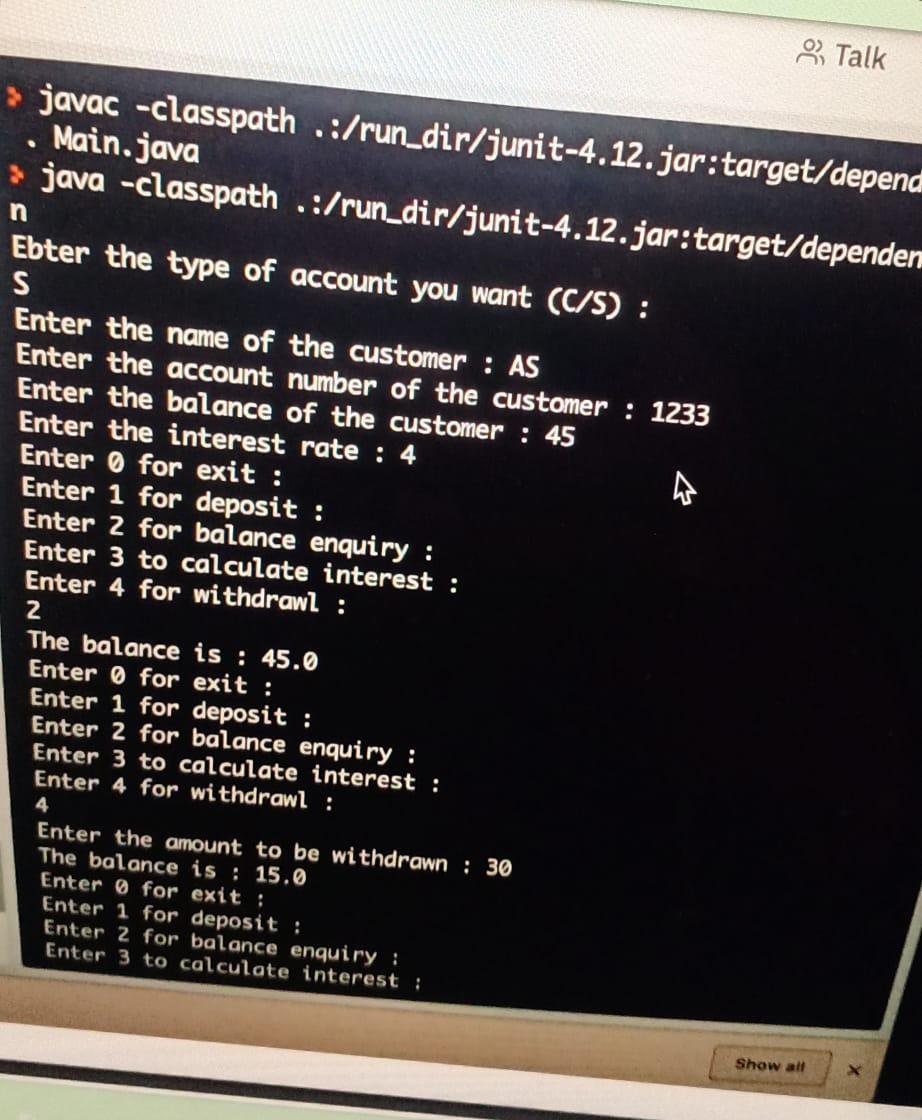 Talk
javac -classpath .:/run_dir/junit-4.12.jar:target/depend
. Main.java
java -classpath .:/run_dir/junit-4.12.jar:target/dependen
n
Ebter the type of account you want (C/S) :
S
Enter the name of the customer : AS
Enter the account number of the customer : 1233
Enter the balance of the customer : 45
Enter the interest rate : 4
Enter 0 for exit :
Enter 1 for deposit :
Enter 2 for balance enquiry :
Enter 3 to calculate interest :
Enter 4 for withdrawl :
2
The balance is : 45.0
Enter 0 for exit :
Enter 1 for deposit :
Enter 2 for balance enquiry :
Enter 3 to calculate interest :
Enter 4 for withdrawl :
4
Enter the amount to be withdrawn : 30
The balance is : 15.0
Enter 0 for exit :
Enter 1 for deposit :
Enter 2 for balance enquiry :
Enter 3 to calculate interest :
Show all